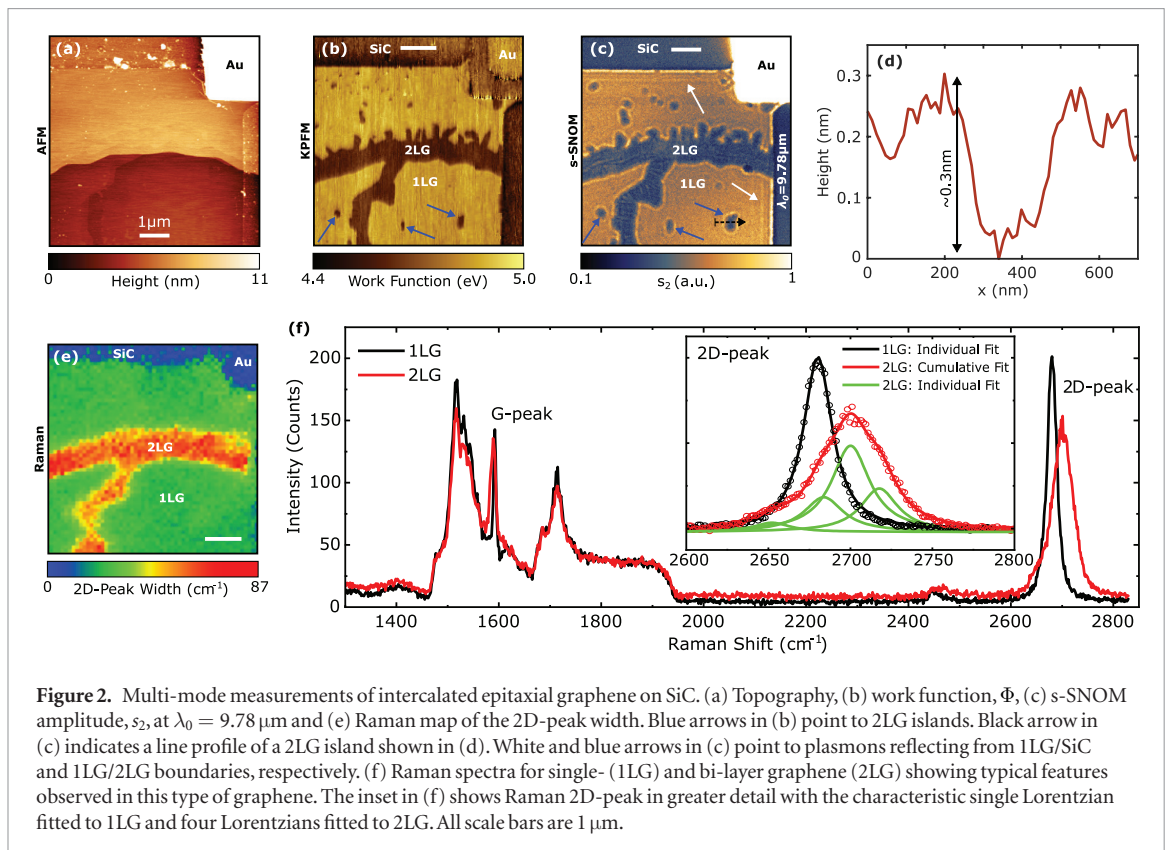 (a)
Au
AFM
1μm
0 Height (nm) 11
(b)
SiC
KPFM
2LG
1LG
4.4 Work Function (eV) 5.0
(c)
SiC
Au
s-SNOM
2LG
1LG
λ₀=9.78μm
0.1 s₂ (a.u.) 1
(d)
Height (nm)
0.3
0.2
0.1
0
~0.3nm
0 200 400 600
x (nm)
(e)
SiC
Au
Raman
2LG
1LG
0 2D-Peak Width (cm⁻¹) 87
(f)
Intensity (Counts)
200
150
100
50
0
1LG
2LG
G-peak
2D-peak
1LG: Individual Fit
2LG: Cumulative Fit
2LG: Individual Fit
2600 2650 2700 2750 2800
2D-peak
1400 1600 1800 2000 2200 2400 2600 2800
Raman Shift (cm⁻¹)
Figure 2. Multi-mode measurements of intercalated epitaxial graphene on SiC. (a) Topography, (b) work function, Φ, (c) s-SNOM
amplitude, s₂, at λ₀ = 9.78 μm and (e) Raman map of the 2D-peak width. Blue arrows in (b) point to 2LG islands. Black arrow in
(c) indicates a line profile of a 2LG island shown in (d). White and blue arrows in (c) point to plasmons reflecting from 1LG/SiC
and 1LG/2LG boundaries, respectively. (f) Raman spectra for single- (1LG) and bi-layer graphene (2LG) showing typical features
observed in this type of graphene. The inset in (f) shows Raman 2D-peak in greater detail with the characteristic single Lorentzian
fitted to 1LG and four Lorentzians fitted to 2LG. All scale bars are 1 μm.